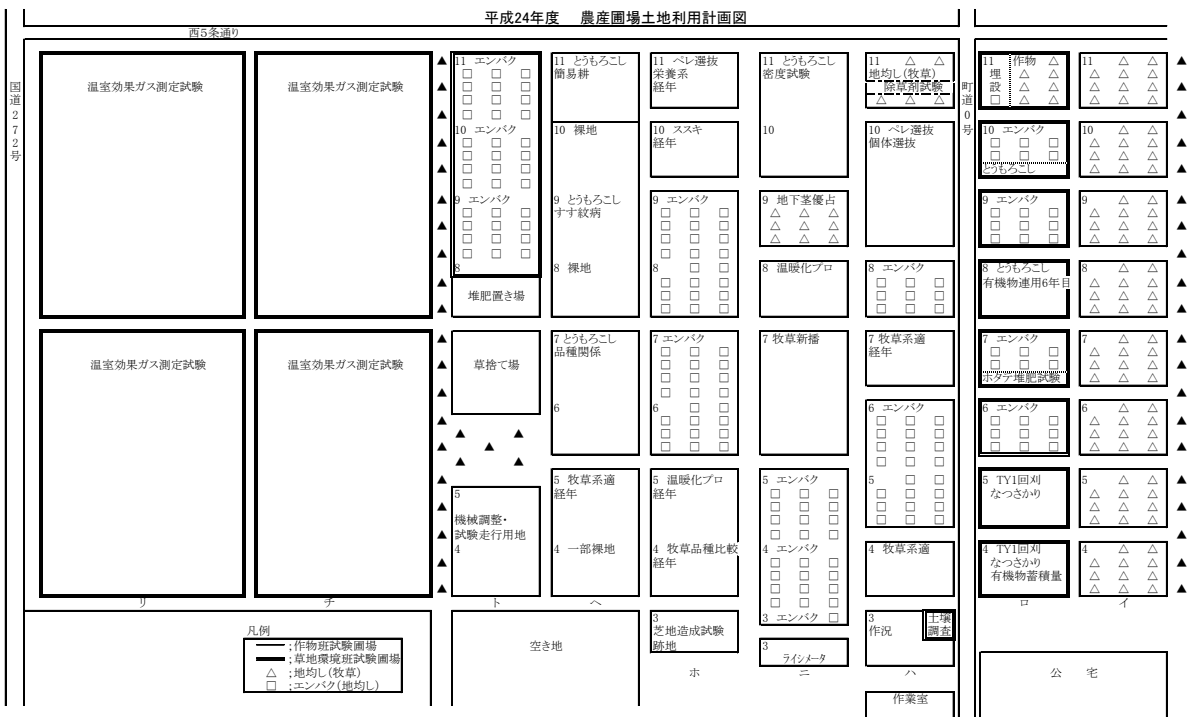 平成24年度 農産圃場土地利用計画図
西5条通り
国道272号
町道0号
温室効果ガス測定試験
温室効果ガス測定試験
温室効果ガス測定試験
温室効果ガス測定試験
リ
チ
11 エンバク
10 エンバク
9 エンバク
8
堆肥置き場
草捨て場
5
機械調整・
試験走行用地
4
ト
11 とうもろこし
簡易耕
10 裸地
9 とうもろこし
すす紋病
8 裸地
7 とうもろこし
品種関係
6
5 牧草系適
経年
4 一部裸地
ヘ
11 ペレ選抜
栄養系
経年
10 ススキ
経年
9 エンバク
8
7 エンバク
6
5 温暖化プロ
経年
4 牧草品種比較
経年
3
芝地造成試験
跡地
ホ
11 とうもろこし
密度試験
10
9 地下茎優占
8 温暖化プロ
7 牧草新播
5 エンバク
4 エンバク
3 エンバク
3
ライシメータ
ニ
11
地均し(牧草)
除草剤試験
10 ペレ選抜
個体選抜
8 エンバク
7 牧草系適
経年
6 エンバク
5
4 牧草系適
3
作況
土壌
調査
ハ
作業室
11 作物
埋
設
10 エンバク
とうもろこし
9 エンバク
8 とうもろこし
有機物連用6年目
7 エンバク
ホタテ堆肥試験
6 エンバク
5 TY1回刈
なつさかり
4 TY1回刈
なつさかり
有機物蓄積量
ロ
11
10
9
8
7
6
5
4
イ
空き地
公 宅
凡例
;作物班試験圃場
;草地環境班試験圃場
△ ;地均し(牧草)
□ ;エンバク(地均し)